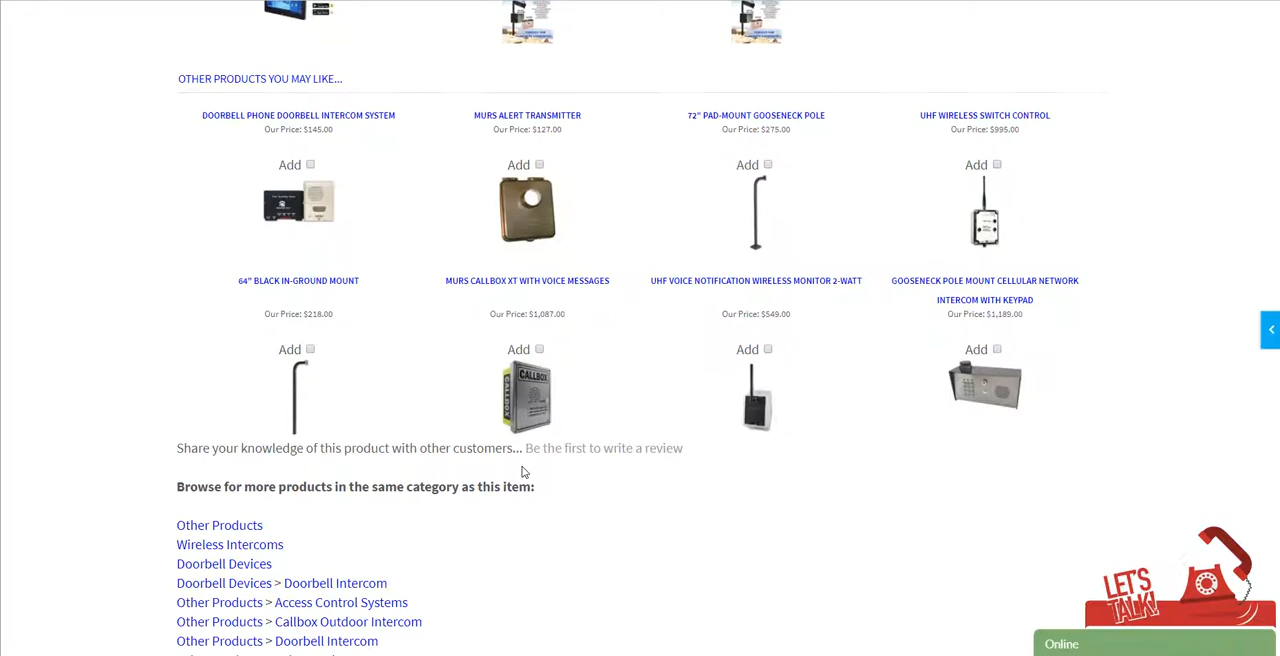 OTHER PRODUCTS YOU MAY LIKE...
DOORBELL PHONE DOORBELL INTERCOM SYSTEM
Our Price: $145.00
Add
MURS ALERT TRANSMITTER
Our Price: $127.00
Add
72" PAD-MOUNT GOOSENECK POLE
Our Price: $275.00
Add
UHF WIRELESS SWITCH CONTROL
Our Price: $995.00
Add
64" BLACK IN-GROUND MOUNT
Our Price: $218.00
Add
MURS CALLBOX XT WITH VOICE MESSAGES
Our Price: $1,087.00
Add
CALLBOX
CALLBOX
UHF VOICE NOTIFICATION WIRELESS MONITOR 2-WATT
Our Price: $549.00
Add
GOOSENECK POLE MOUNT CELLULAR NETWORK
INTERCOM WITH KEYPAD
Our Price: $1,189.00
Add
Share your knowledge of this product with other customers... Be the first to write a review
Browse for more products in the same category as this item:
Other Products
Wireless Intercoms
Doorbell Devices
Doorbell Devices > Doorbell Intercom
Other Products > Access Control Systems
Other Products > Callbox Outdoor Intercom
Other Products > Doorbell Intercom
LET'S
TALK!
Online